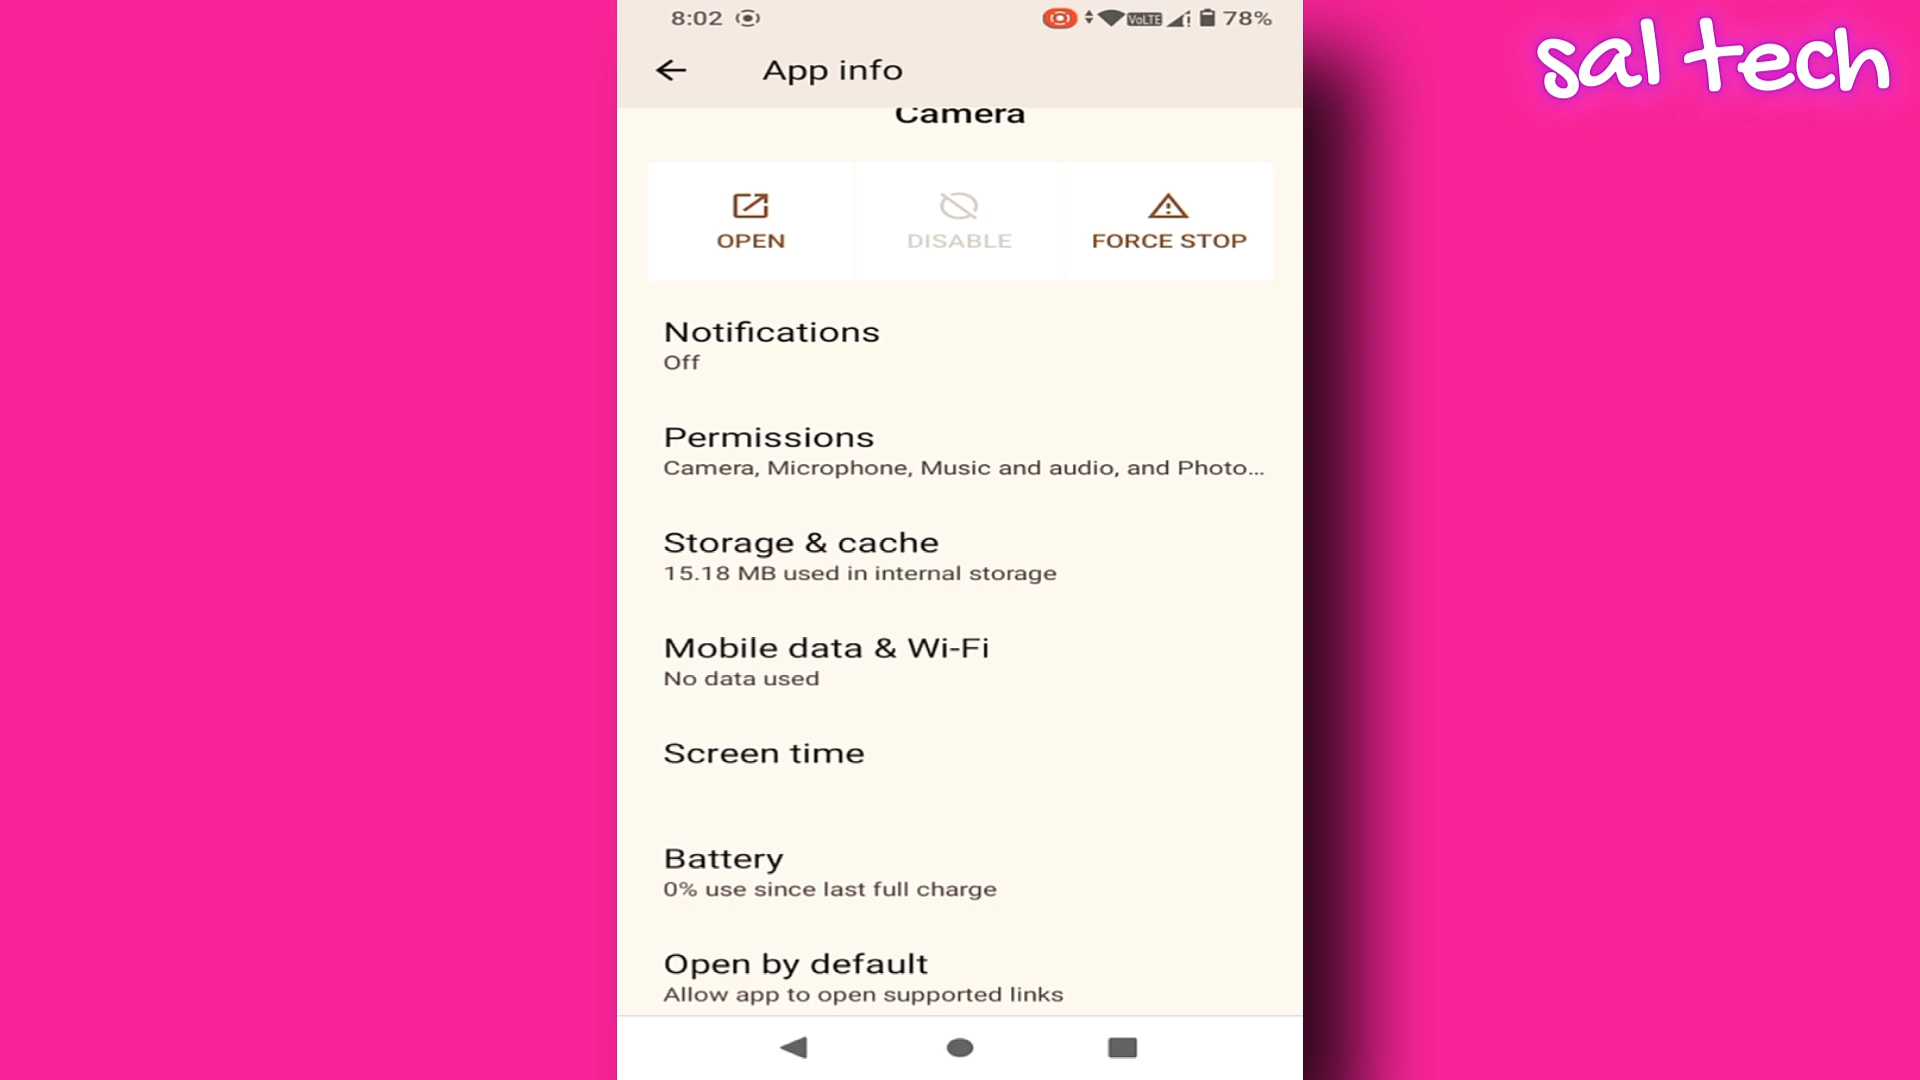 8:02 VoLTE 78%
sal tech
App info
Camera
OPEN DISABLE FORCE STOP
Notifications
Off
Permissions
Camera, Microphone, Music and audio, and Photo...
Storage & cache
15.18 MB used in internal storage
Mobile data & Wi-Fi
No data used
Screen time
Battery
0% use since last full charge
Open by default
Allow app to open supported links